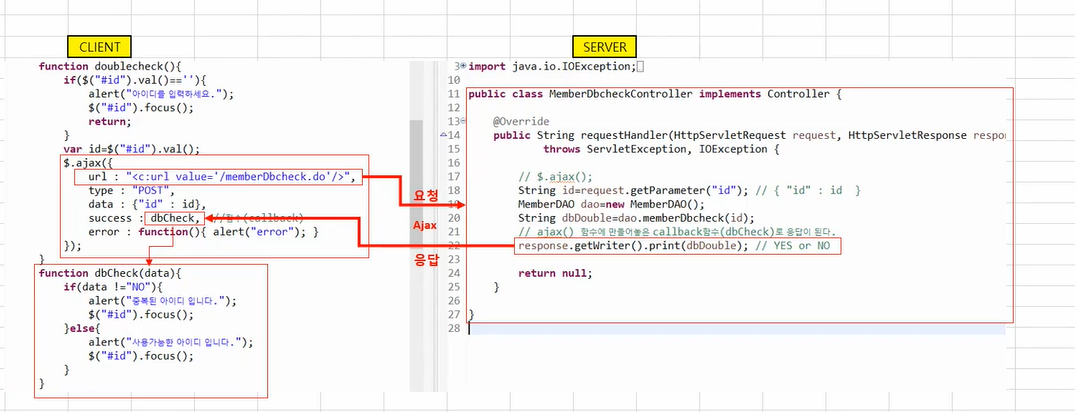 CLIENT
function doublecheck(){
if($("#id").val()==''){
alert("아이디를 입력하세요.");
$("#id").focus();
return;
}
var id=$("#id").val();
$.ajax({
url : "<c:url value='/memberDbcheck.do'/>",
type : "POST",
data : {"id" : id},
success : dbCheck, //함수(callback)
error : function(){ alert("error"); }
});
}
function dbCheck(data){
if(data !="NO"){
alert("중복된 아이디 입니다.");
$("#id").focus();
}else{
alert("사용가능한 아이디 입니다.");
$("#id").focus();
}
}
요청
Ajax
응답
SERVER
3 import java.io.IOException;
10
11 public class MemberDbcheckController implements Controller {
12
13 @Override
14 public String requestHandler(HttpServletRequest request, HttpServletResponse respon
15 throws ServletException, IOException {
16
17 // $.ajax();
18 String id=request.getParameter("id"); // { "id" : id }
19 MemberDAO dao=new MemberDAO();
20 String dbDouble=dao.memberDbcheck(id);
21 // ajax() 함수에 만들어놓은 callback함수(dbCheck)로 응답이 된다.
22 response.getWriter().print(dbDouble); // YES or NO
23
24 return null;
25 }
26
27 }
28